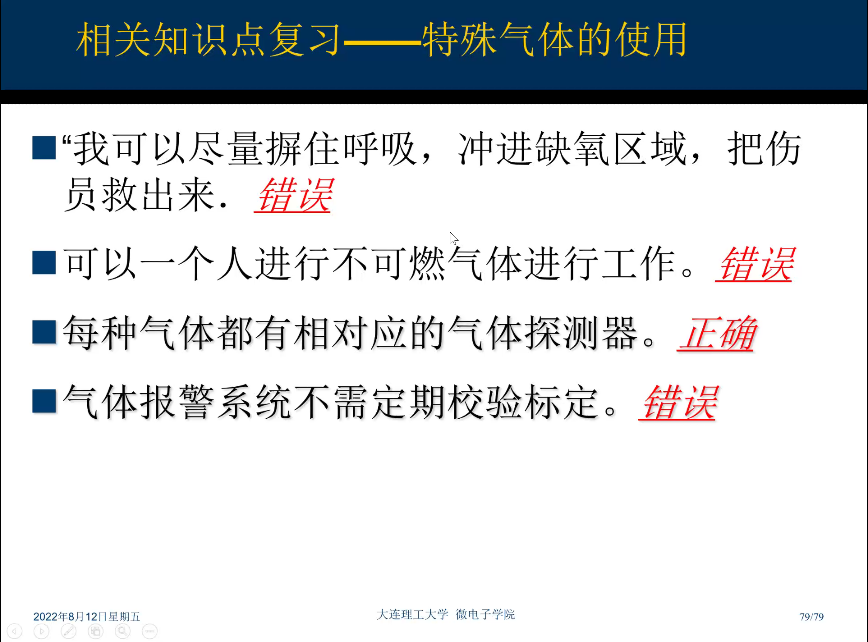 相关知识点复习——特殊气体的使用
“我可以尽量摒住呼吸，冲进缺氧区域，把伤
员救出来．错误
可以一个人进行不可燃气体进行工作。错误
每种气体都有相对应的气体探测器。正确
气体报警系统不需定期校验标定。错误
2022年8月12日星期五
大连理工大学 微电子学院
79/79